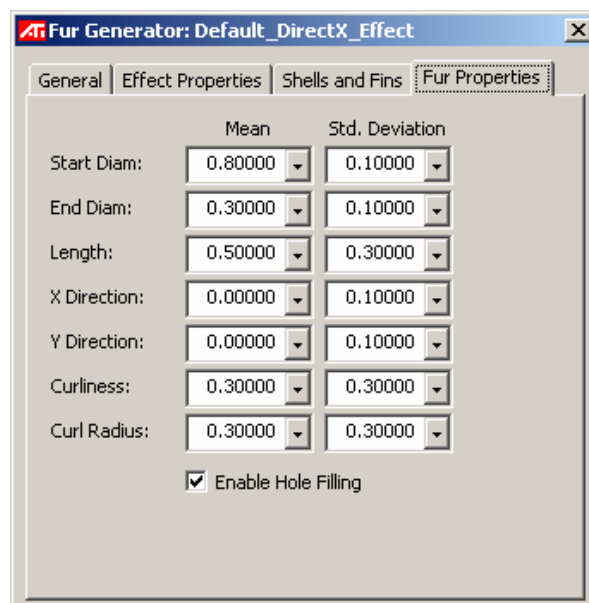 ATI Fur Generator: Default_DirectX_Effect
General Effect Properties Shells and Fins Fur Properties
Mean Std. Deviation
Start Diam: 0.80000 0.10000
End Diam: 0.30000 0.10000
Length: 0.50000 0.30000
X Direction: 0.00000 0.10000
Y Direction: 0.00000 0.10000
Curliness: 0.30000 0.30000
Curl Radius: 0.30000 0.30000
Enable Hole Filling